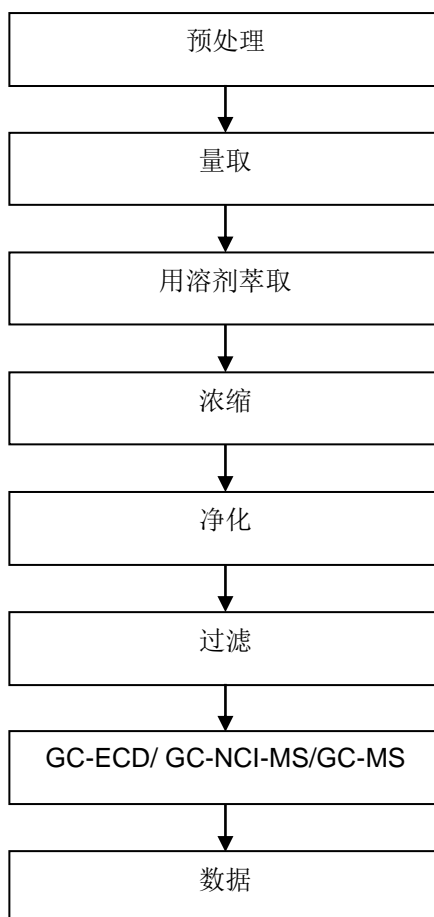 预处理
量取
用溶剂萃取
浓缩
净化
过滤
GC-ECD/ GC-NCI-MS/GC-MS
数据